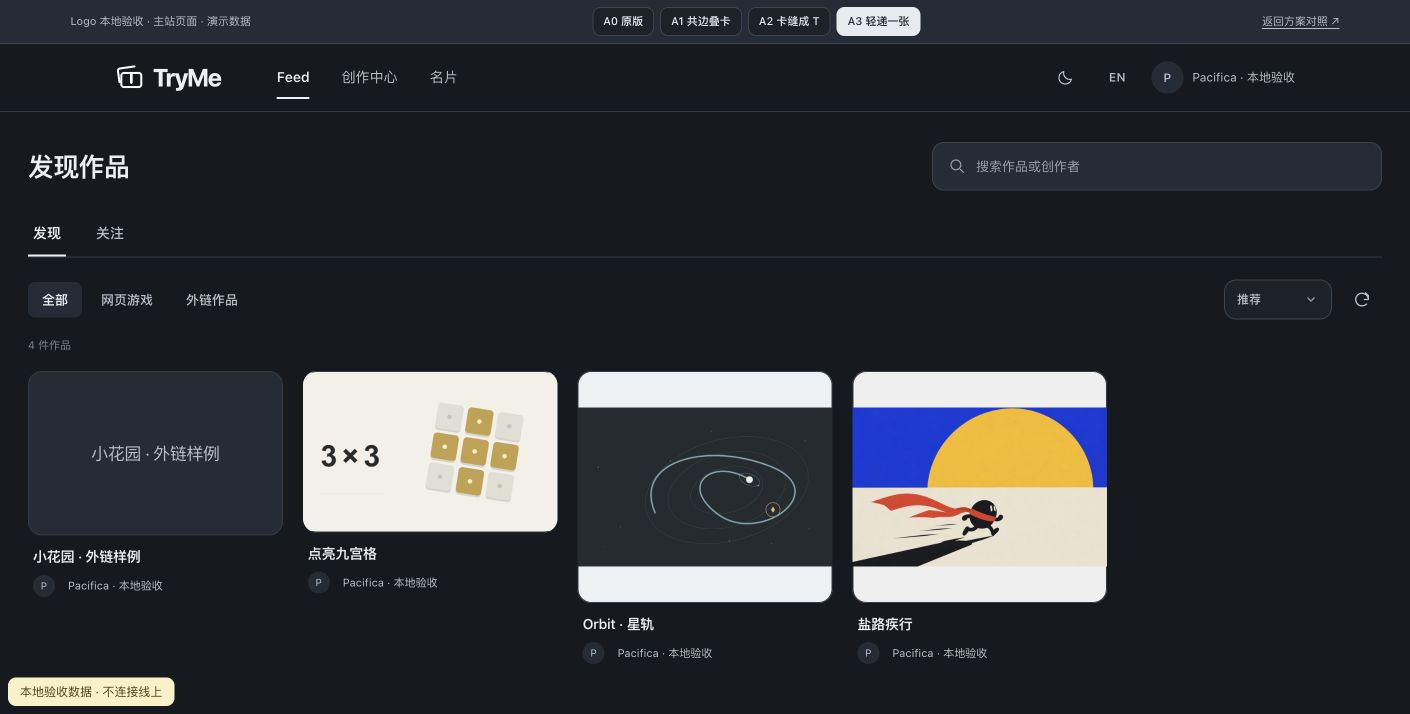 Logo 本地验收 · 主站页面 · 演示数据
A0 原版
A1 共边叠卡
A2 卡缝成 T
A3 轻递一张
返回方案对照 ↗
TryMe
Feed
创作中心
名片
EN
P
Pacifica · 本地验收
发现作品
搜索作品或创作者
发现
关注
全部
网页游戏
外链作品
推荐
4 件作品
小花园 · 外链样例
3 × 3
小花园 · 外链样例
P
Pacifica · 本地验收
点亮九宫格
P
Pacifica · 本地验收
Orbit · 星轨
P
Pacifica · 本地验收
盐路疾行
P
Pacifica · 本地验收
本地验收数据 · 不连接线上